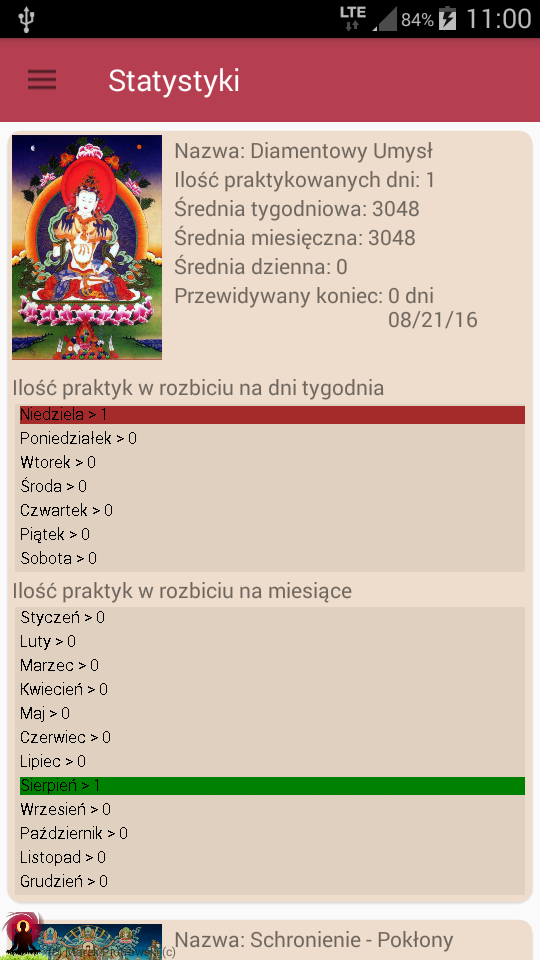 LTE 84% 11:00
Statystyki
Nazwa: Diamentowy Umysł
Ilość praktykowanych dni: 1
Średnia tygodniowa: 3048
Średnia miesięczna: 3048
Średnia dzienna: 0
Przewidywany koniec: 0 dni
08/21/16
Ilość praktyk w rozbiciu na dni tygodnia
Niedziela > 1
Poniedziałek > 0
Wtorek > 0
Środa > 0
Czwartek > 0
Piątek > 0
Sobota > 0
Ilość praktyk w rozbiciu na miesiące
Styczeń > 0
Luty > 0
Marzec > 0
Kwiecień > 0
Maj > 0
Czerwiec > 0
Lipiec > 0
Sierpień > 1
Wrzesień > 0
Październik > 0
Listopad > 0
Grudzień > 0
Nazwa: Schronienie - Pokłony
Marek Piotrowski (c)